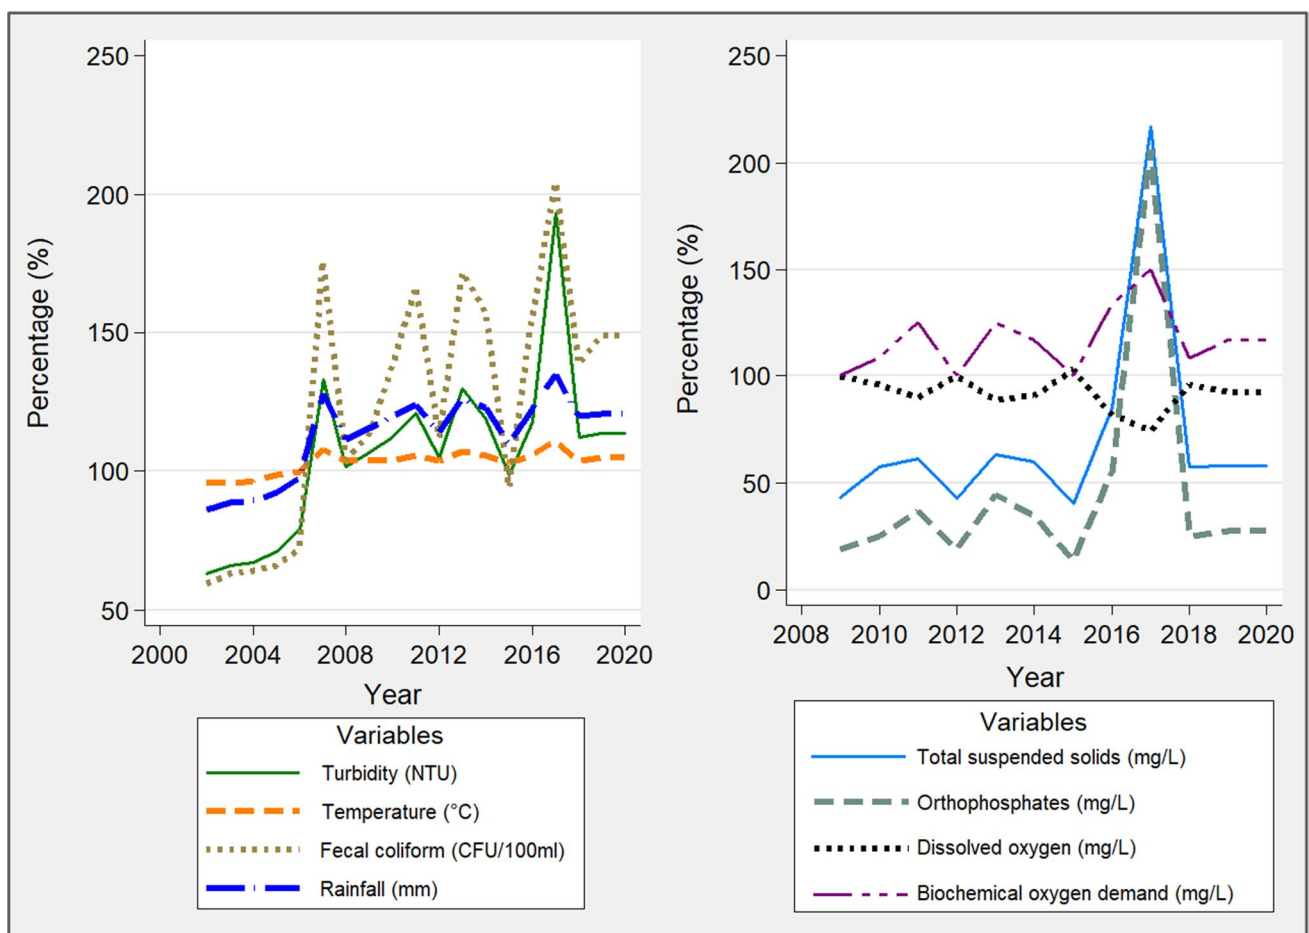 250
200
150
100
50
Percentage (%)
2000 2004 2008 2012 2016 2020
Year
Variables
Turbidity (NTU)
Temperature (°C)
Fecal coliform (CFU/100ml)
Rainfall (mm)
250
200
150
100
50
0
Percentage (%)
2008 2010 2012 2014 2016 2018 2020
Year
Variables
Total suspended solids (mg/L)
Orthophosphates (mg/L)
Dissolved oxygen (mg/L)
Biochemical oxygen demand (mg/L)